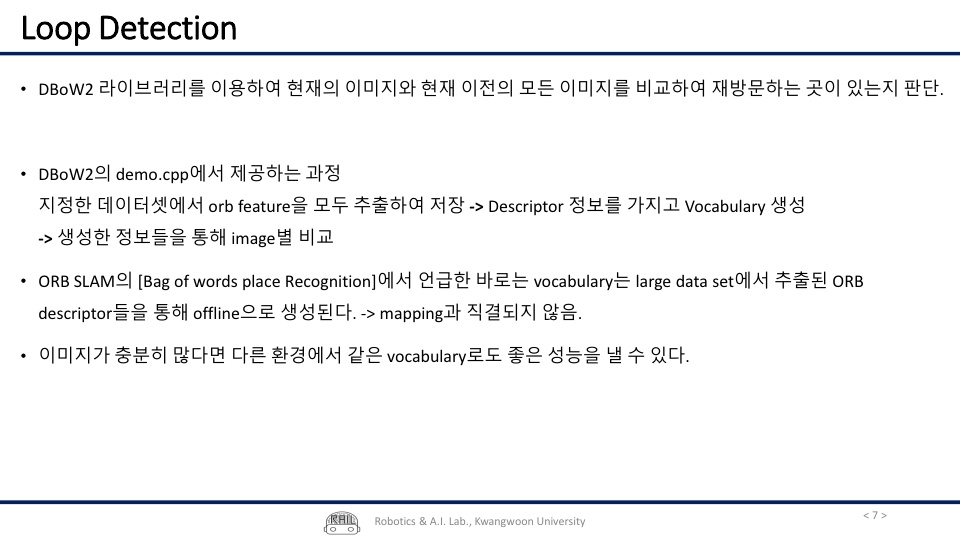 Loop Detection
• DBoW2 라이브러리를 이용하여 현재의 이미지와 현재 이전의 모든 이미지를 비교하여 재방문하는 곳이 있는지 판단.
• DBoW2의 demo.cpp에서 제공하는 과정
지정한 데이터셋에서 orb feature을 모두 추출하여 저장 -> Descriptor 정보를 가지고 Vocabulary 생성
-> 생성한 정보들을 통해 image별 비교
• ORB SLAM의 [Bag of words place Recognition]에서 언급한 바로는 vocabulary는 large data set에서 추출된 ORB
descriptor들을 통해 offline으로 생성된다. -> mapping과 직결되지 않음.
• 이미지가 충분히 많다면 다른 환경에서 같은 vocabulary로도 좋은 성능을 낼 수 있다.
RAIL
Robotics & A.I. Lab., Kwangwoon University
< 7 >